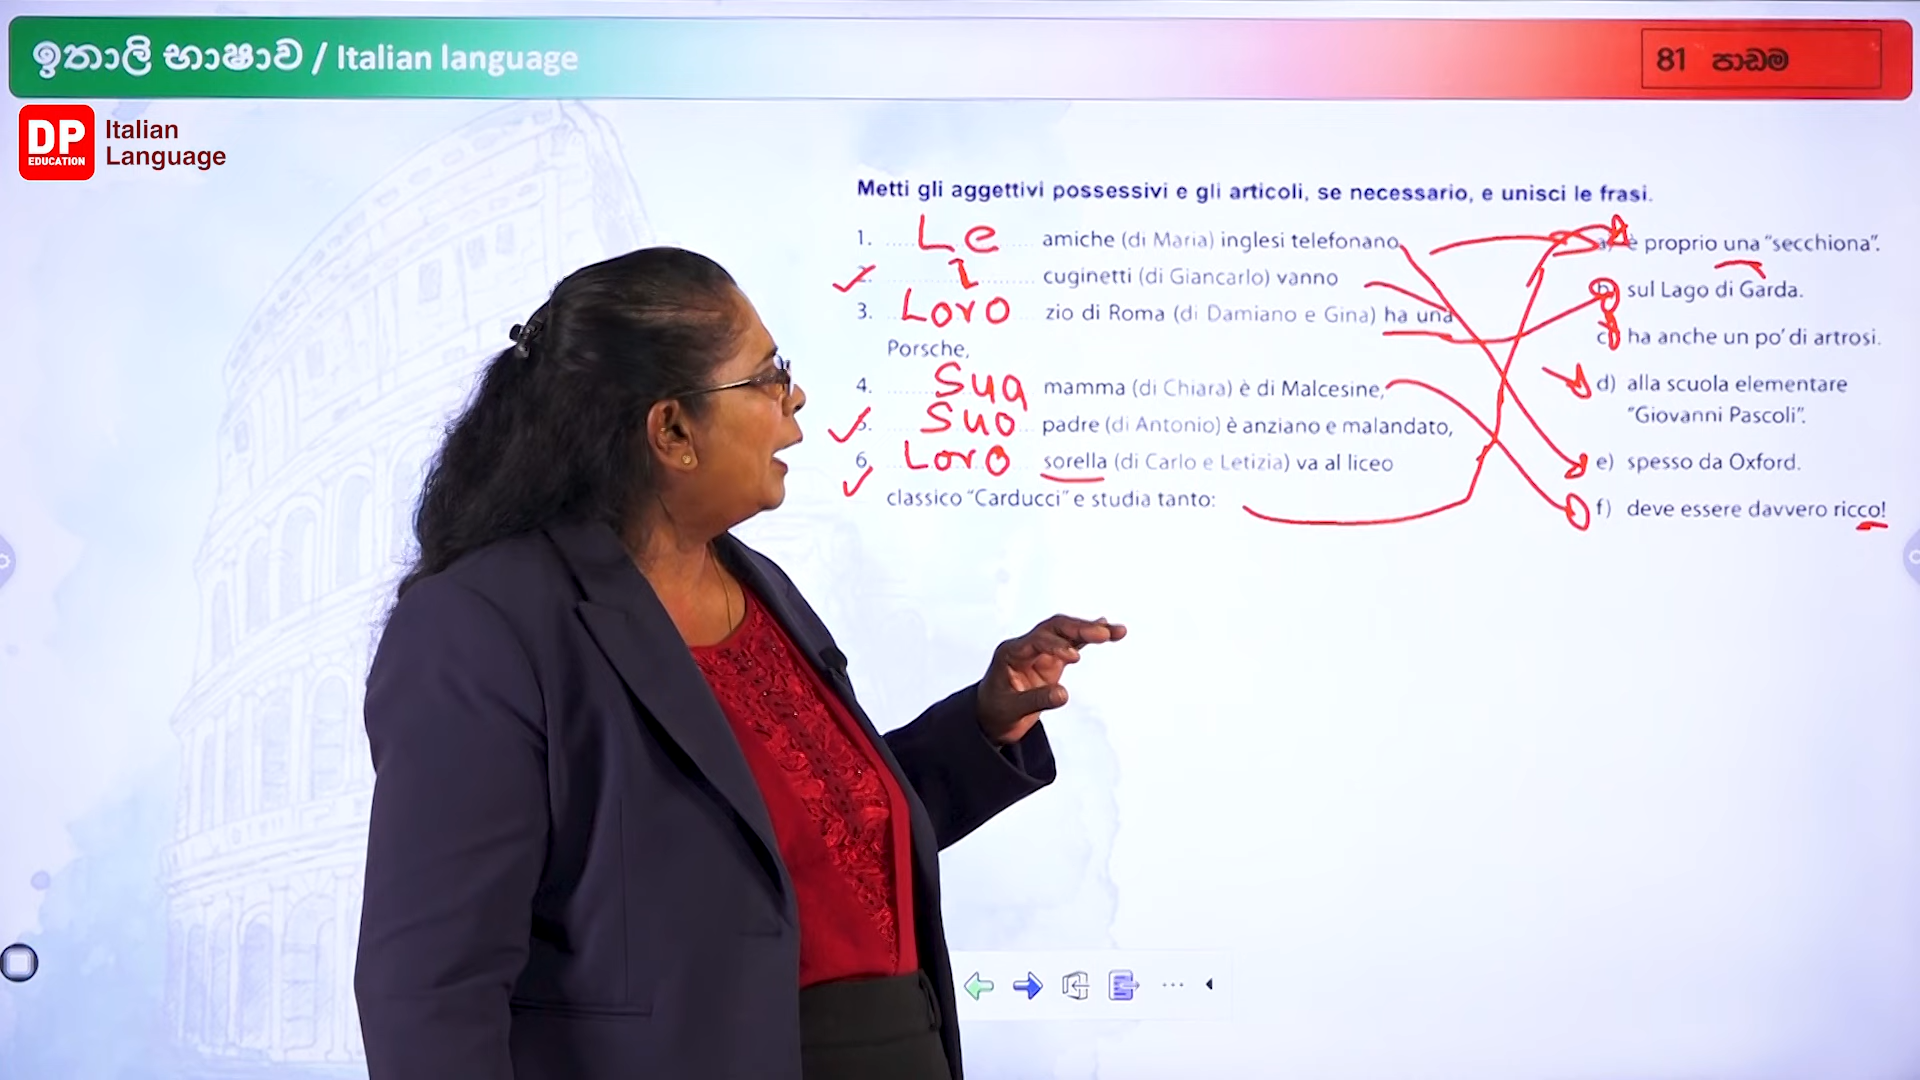 ඉතාලි භාෂාව / Italian language
81 පාඩම
DP
EDUCATION
Italian
Language
Metti gli aggettivi possessivi e gli articoli, se necessario, e unisci le frasi.
1. Le amiche (di Maria) inglesi telefonano
2. I cuginetti (di Giancarlo) vanno
3. Loro zio di Roma (di Damiano e Gina) ha una
Porsche,
4. Sua mamma (di Chiara) è di Malcesine,
5. Suo padre (di Antonio) è anziano e malandato,
6 Loro sorella (di Carlo e Letizia) va al liceo
classico “Carducci” e studia tanto:
a) è proprio una “secchiona”.
b) sul Lago di Garda.
c) ha anche un po’ di artrosi.
d) alla scuola elementare
“Giovanni Pascoli”.
e) spesso da Oxford.
f) deve essere davvero ricco!